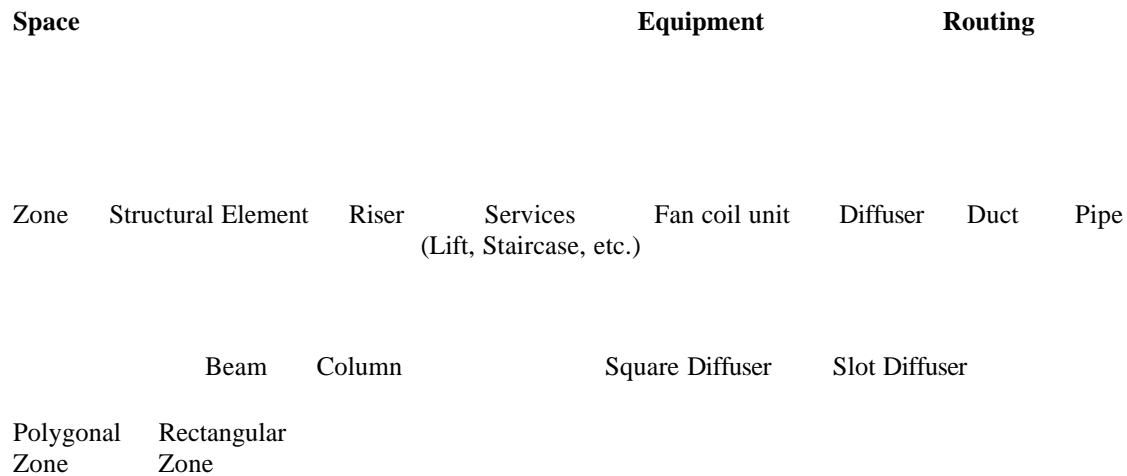 Space Equipment Routing
Zone Structural Element Riser Services Fan coil unit Diffuser Duct Pipe
(Lift, Staircase, etc.)
Beam Column Square Diffuser Slot Diffuser
Polygonal Rectangular
Zone Zone